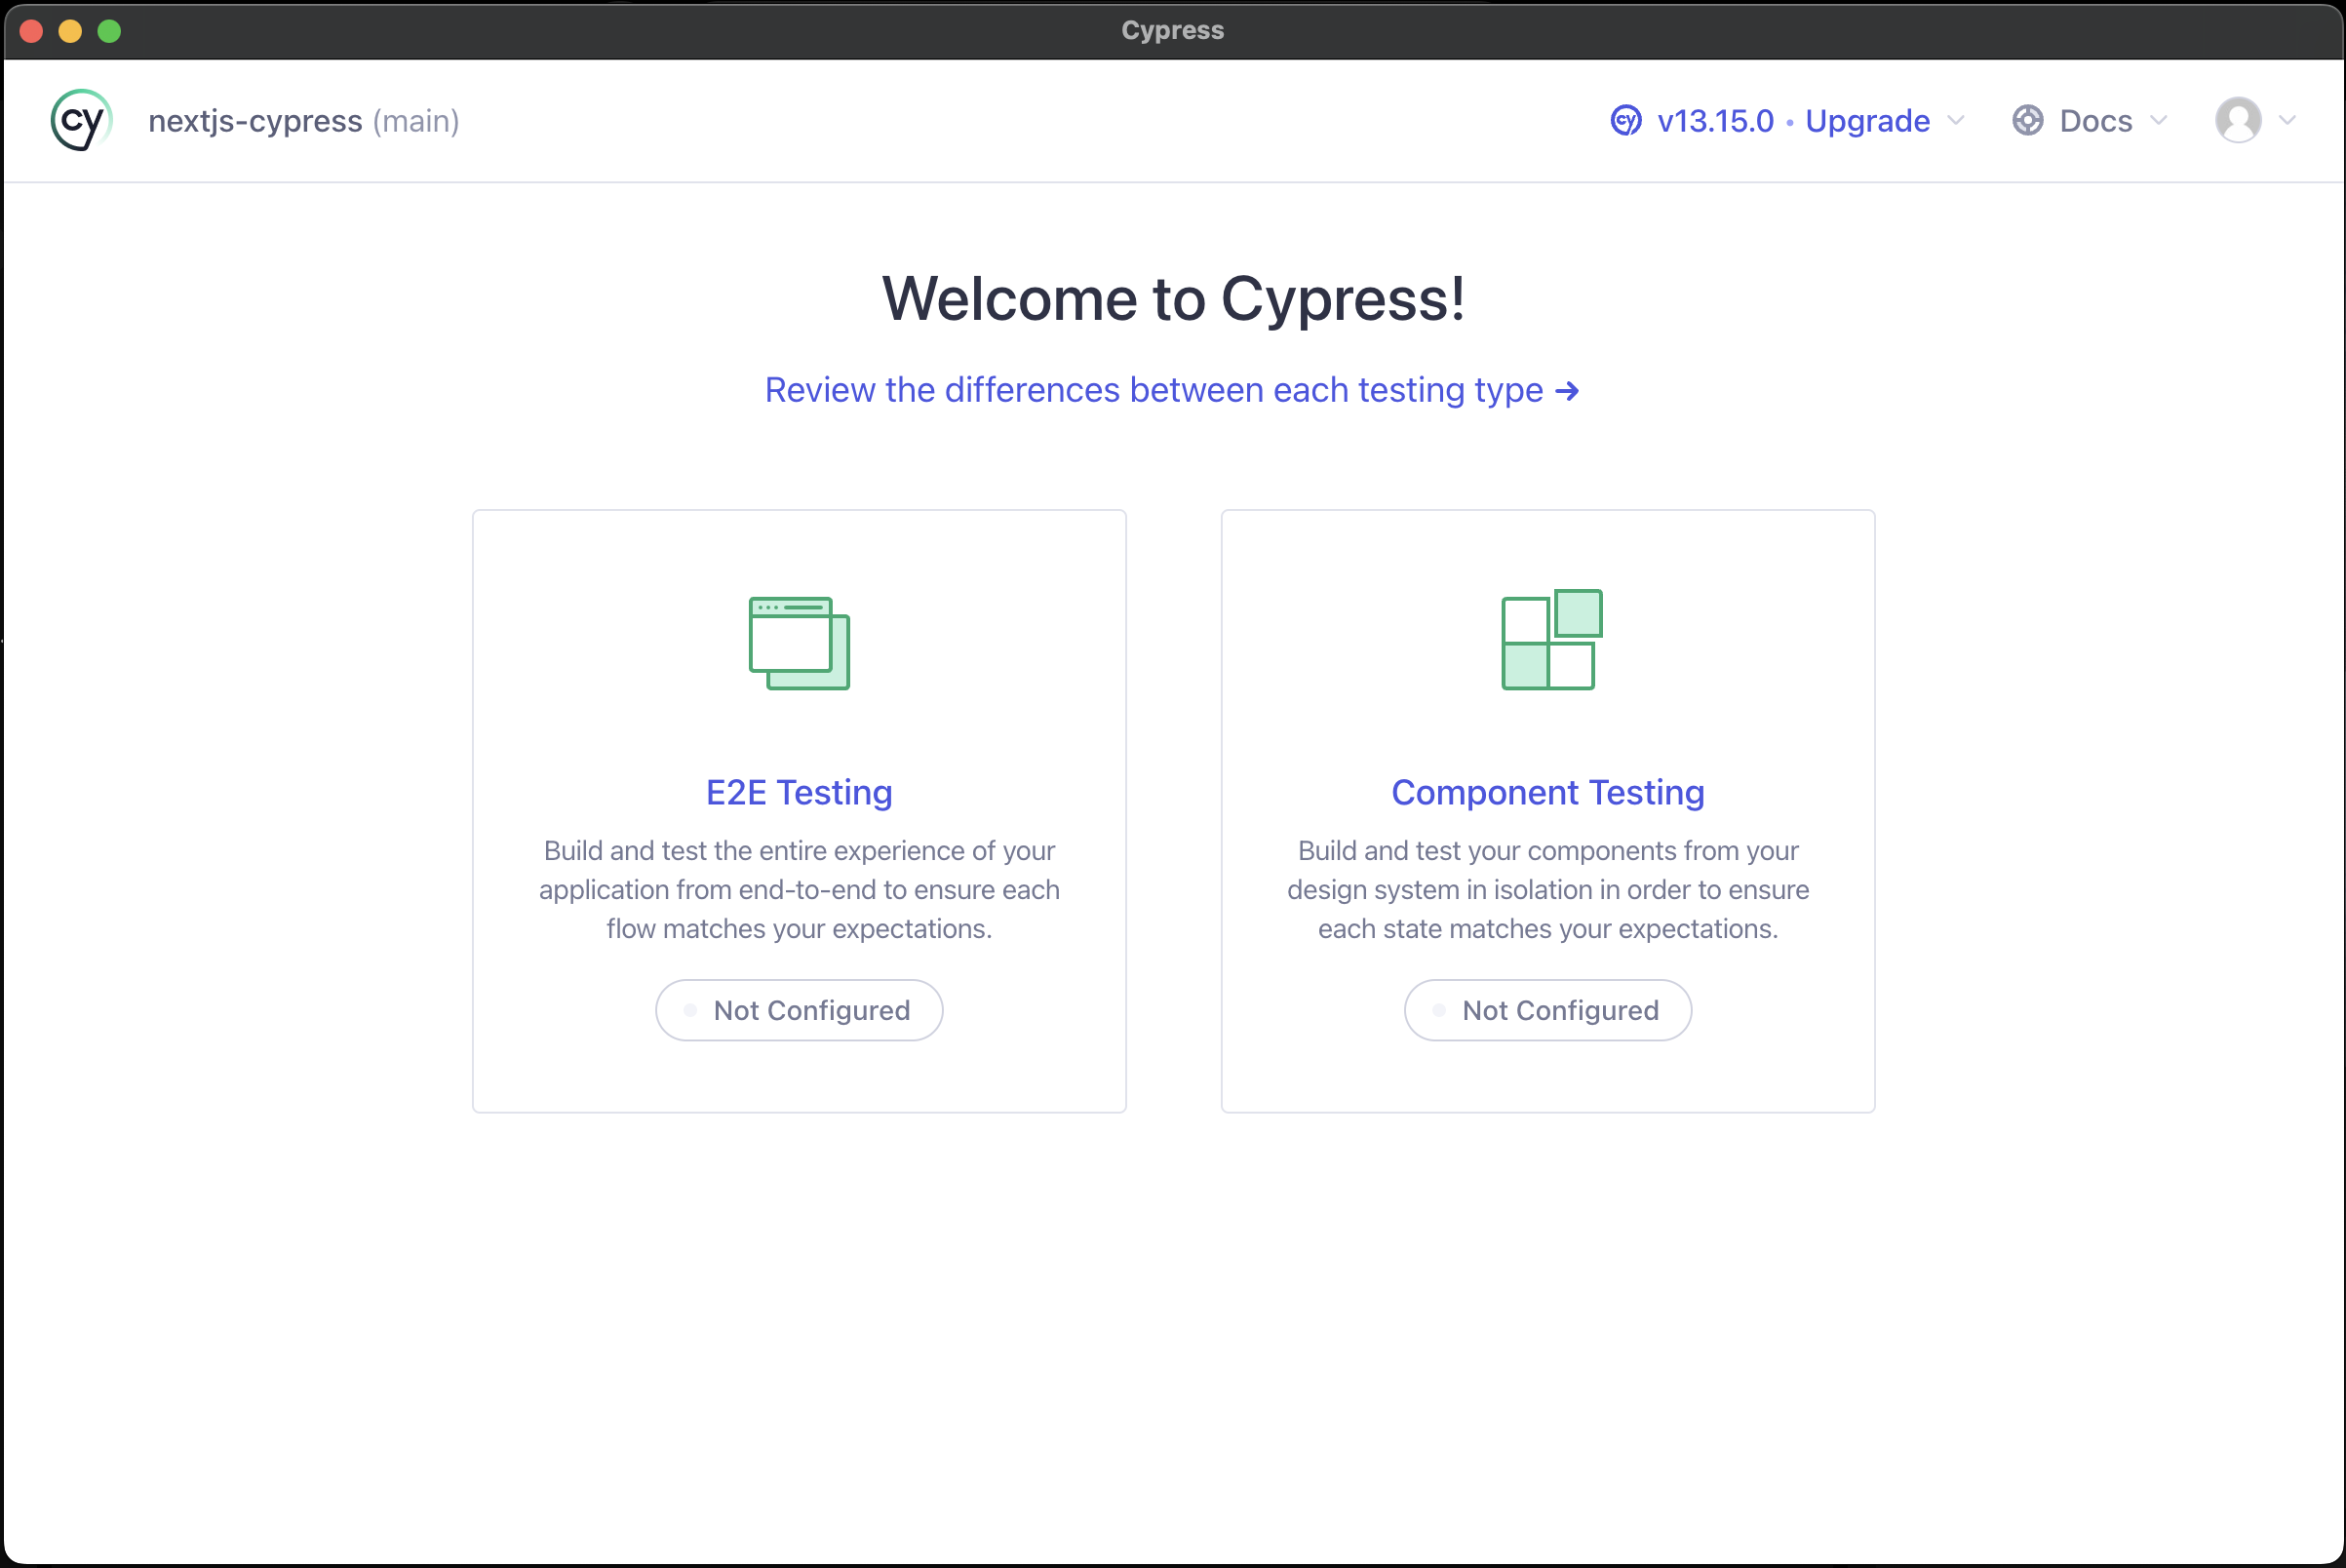 Cypress
cy nextjs-cypress (main) cy v13.15.0 • Upgrade Docs
Welcome to Cypress!
Review the differences between each testing type →
E2E Testing
Build and test the entire experience of your
application from end-to-end to ensure each
flow matches your expectations.
Not Configured
Component Testing
Build and test your components from your
design system in isolation in order to ensure
each state matches your expectations.
Not Configured